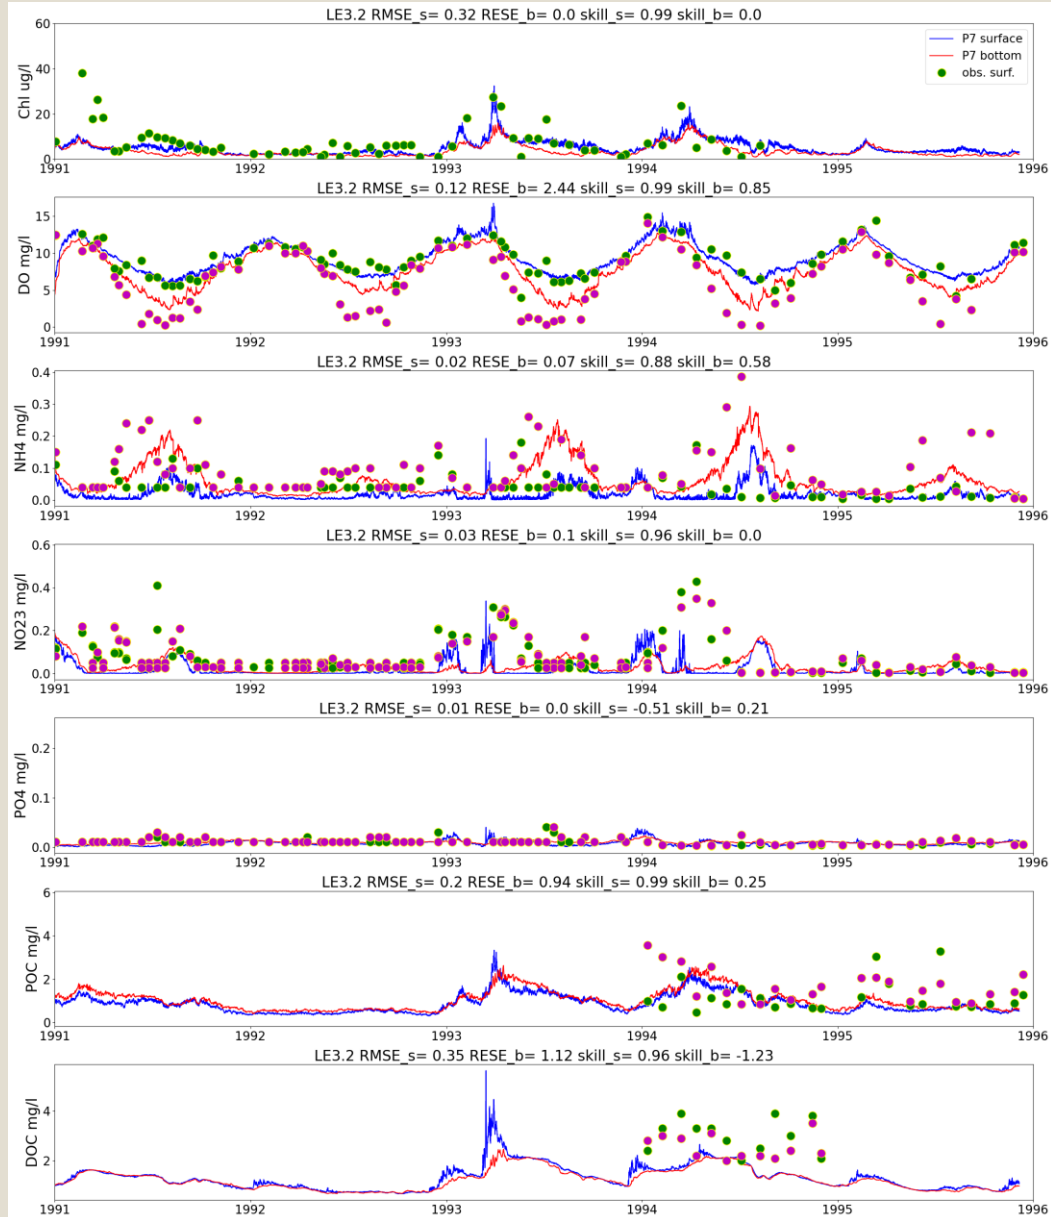 LE3.2 RMSE_s= 0.32 RESE_b= 0.0 skill_s= 0.99 skill_b= 0.0
60
40
20
0
Chl ug/l
P7 surface
P7 bottom
obs. surf.
1991 1992 1993 1994 1995 1996
LE3.2 RMSE_s= 0.12 RESE_b= 2.44 skill_s= 0.99 skill_b= 0.85
15
10
5
0
DO mg/l
1991 1992 1993 1994 1995 1996
LE3.2 RMSE_s= 0.02 RESE_b= 0.07 skill_s= 0.88 skill_b= 0.58
0.4
0.3
0.2
0.1
0.0
NH4 mg/l
1991 1992 1993 1994 1995 1996
LE3.2 RMSE_s= 0.03 RESE_b= 0.1 skill_s= 0.96 skill_b= 0.0
0.6
0.4
0.2
0.0
NO23 mg/l
1991 1992 1993 1994 1995 1996
LE3.2 RMSE_s= 0.01 RESE_b= 0.0 skill_s= -0.51 skill_b= 0.21
0.2
0.1
0.0
PO4 mg/l
1991 1992 1993 1994 1995 1996
LE3.2 RMSE_s= 0.2 RESE_b= 0.94 skill_s= 0.99 skill_b= 0.25
6
4
2
0
POC mg/l
1991 1992 1993 1994 1995 1996
LE3.2 RMSE_s= 0.35 RESE_b= 1.12 skill_s= 0.96 skill_b= -1.23
4
2
DOC mg/l
1991 1992 1993 1994 1995 1996